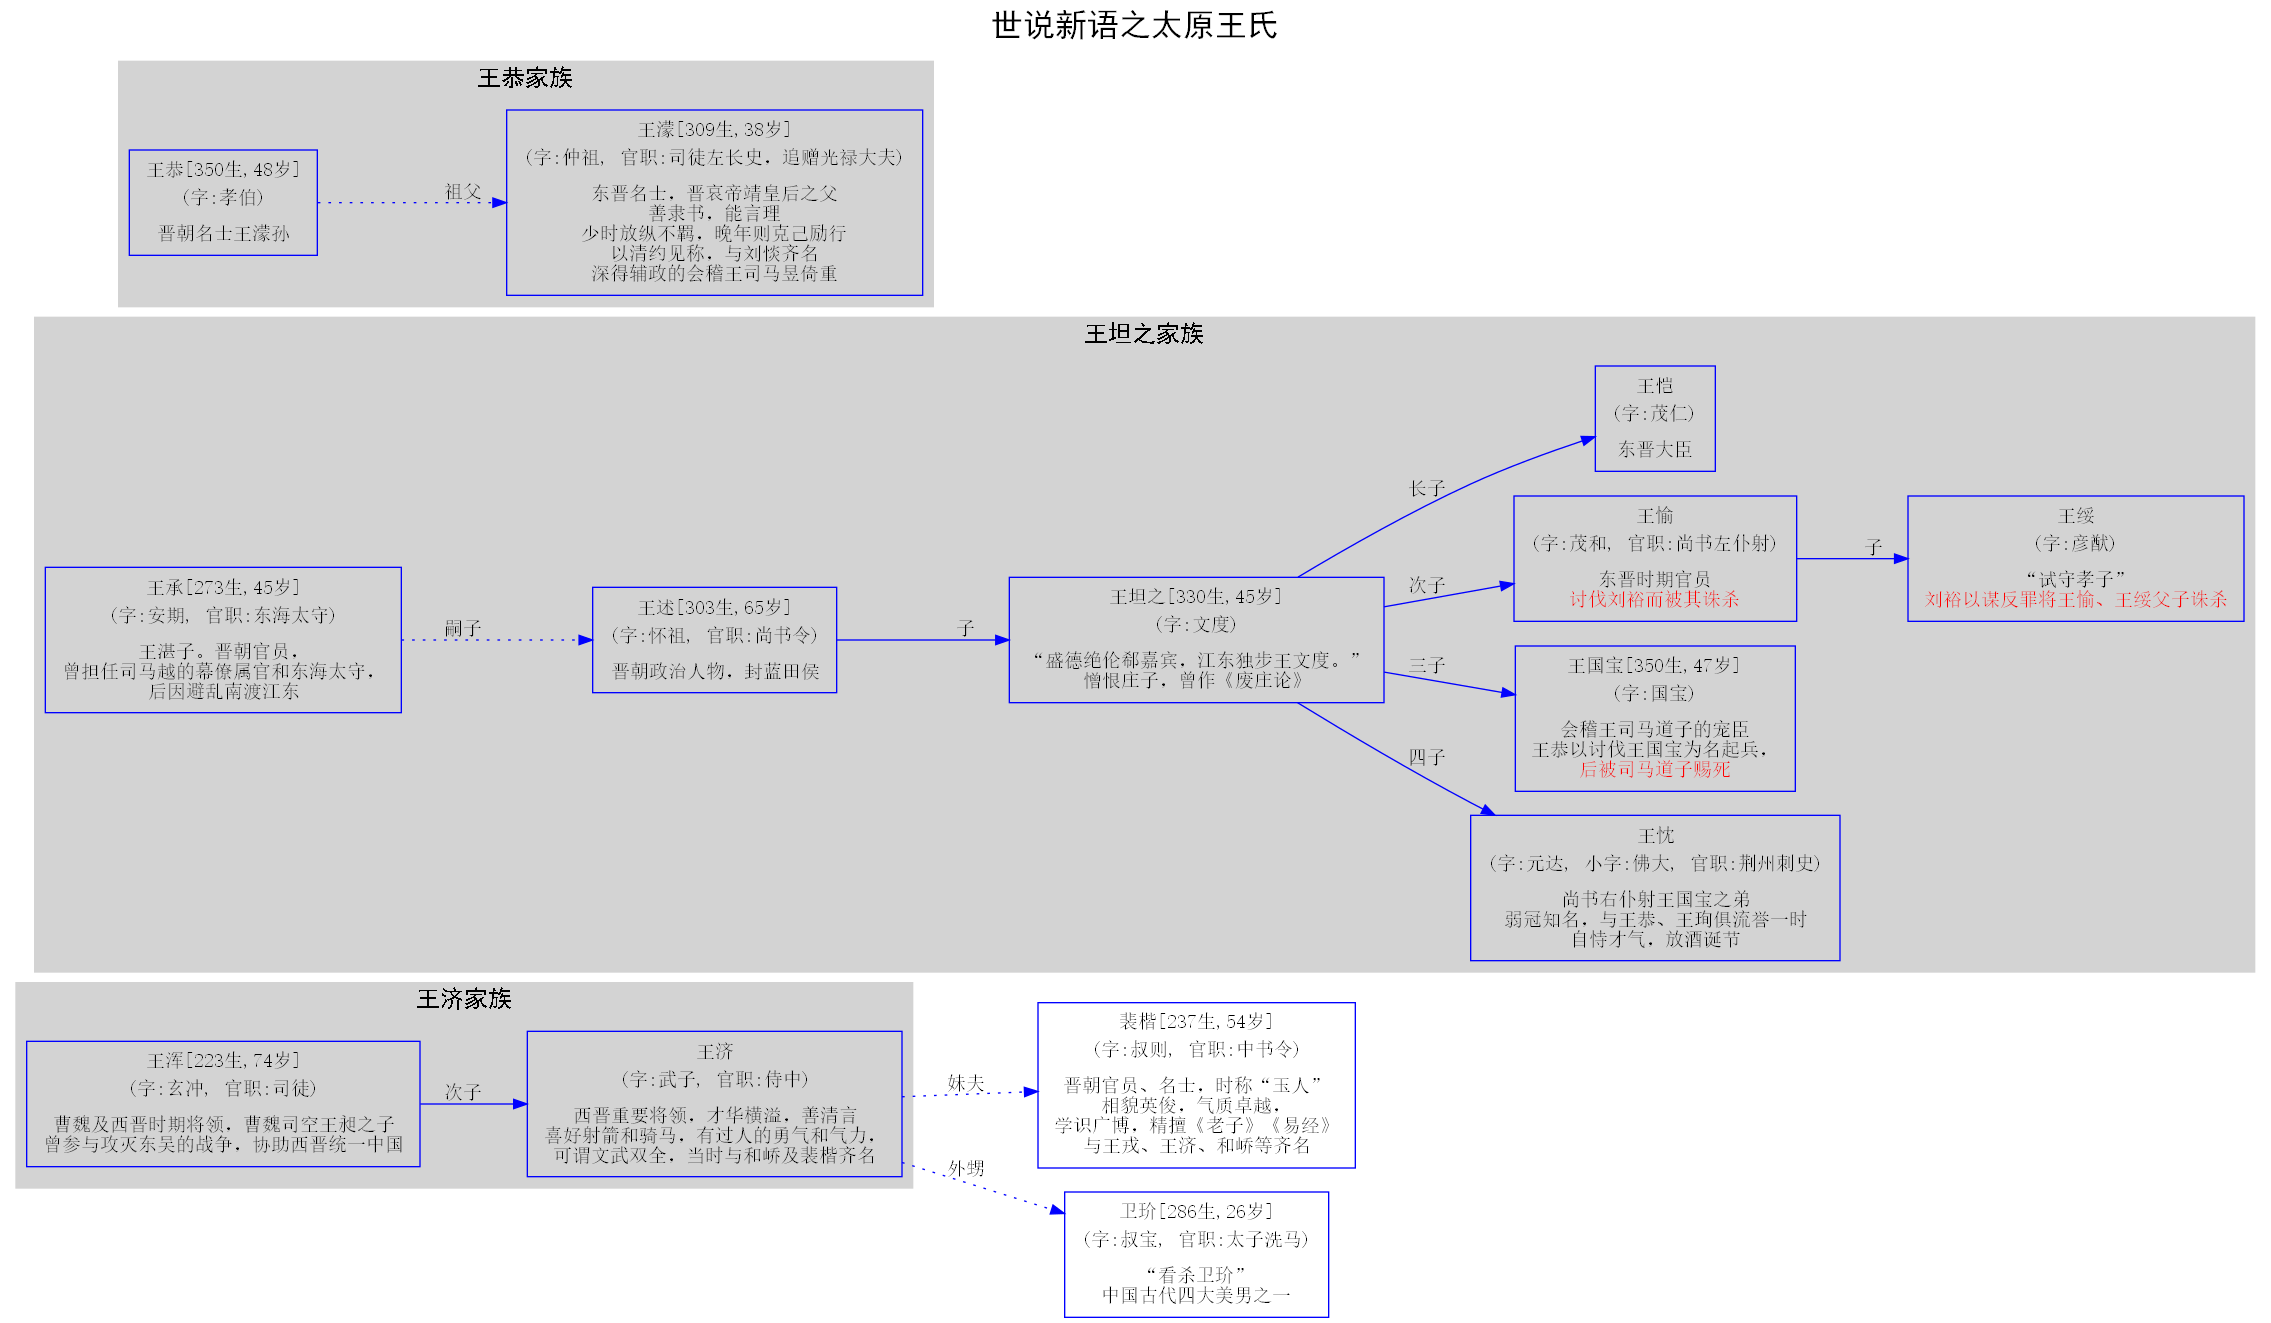 世说新语之太原王氏
王恭家族
王恭[350生,48岁]
(字:孝伯)
晋朝名士王濛孙
祖父
王濛[309生,38岁]
(字:仲祖, 官职:司徒左长史，追赠光禄大夫)
东晋名士，晋哀帝靖皇后之父
善隶书，能言理
少时放纵不羁，晚年则克己励行
以清约见称，与刘惔齐名
深得辅政的会稽王司马昱倚重
王坦之家族
王承[273生,45岁]
(字:安期, 官职:东海太守)
王湛子。晋朝官员，
曾担任司马越的幕僚属官和东海太守，
后因避乱南渡江东
嗣子
王述[303生,65岁]
(字:怀祖, 官职:尚书令)
晋朝政治人物，封蓝田侯
子
王坦之[330生,45岁]
(字:文度)
“盛德绝伦郗嘉宾，江东独步王文度。”
憎恨庄子，曾作《废庄论》
长子
王恺
(字:茂仁)
东晋大臣
次子
王愉
(字:茂和, 官职:尚书左仆射)
东晋时期官员
讨伐刘裕而被其诛杀
子
王绥
(字:彦猷)
“试守孝子”
刘裕以谋反罪将王愉、王绥父子诛杀
三子
王国宝[350生,47岁]
(字:国宝)
会稽王司马道子的宠臣
王恭以讨伐王国宝为名起兵，
后被司马道子赐死
四子
王忱
(字:元达, 小字:佛大, 官职:荆州刺史)
尚书右仆射王国宝之弟
弱冠知名，与王恭、王珣俱流誉一时
自恃才气，放酒诞节
王济家族
王浑[223生,74岁]
(字:玄冲, 官职:司徒)
曹魏及西晋时期将领，曹魏司空王昶之子
曾参与攻灭东吴的战争，协助西晋统一中国
次子
王济
(字:武子, 官职:侍中)
西晋重要将领，才华横溢，善清言
喜好射箭和骑马，有过人的勇气和气力，
可谓文武双全，当时与和峤及裴楷齐名
妹夫
裴楷[237生,54岁]
(字:叔则, 官职:中书令)
晋朝官员、名士，时称“玉人”
相貌英俊，气质卓越，
学识广博，精擅《老子》《易经》
与王戎、王济、和峤等齐名
外甥
卫玠[286生,26岁]
(字:叔宝, 官职:太子洗马)
“看杀卫玠”
中国古代四大美男之一